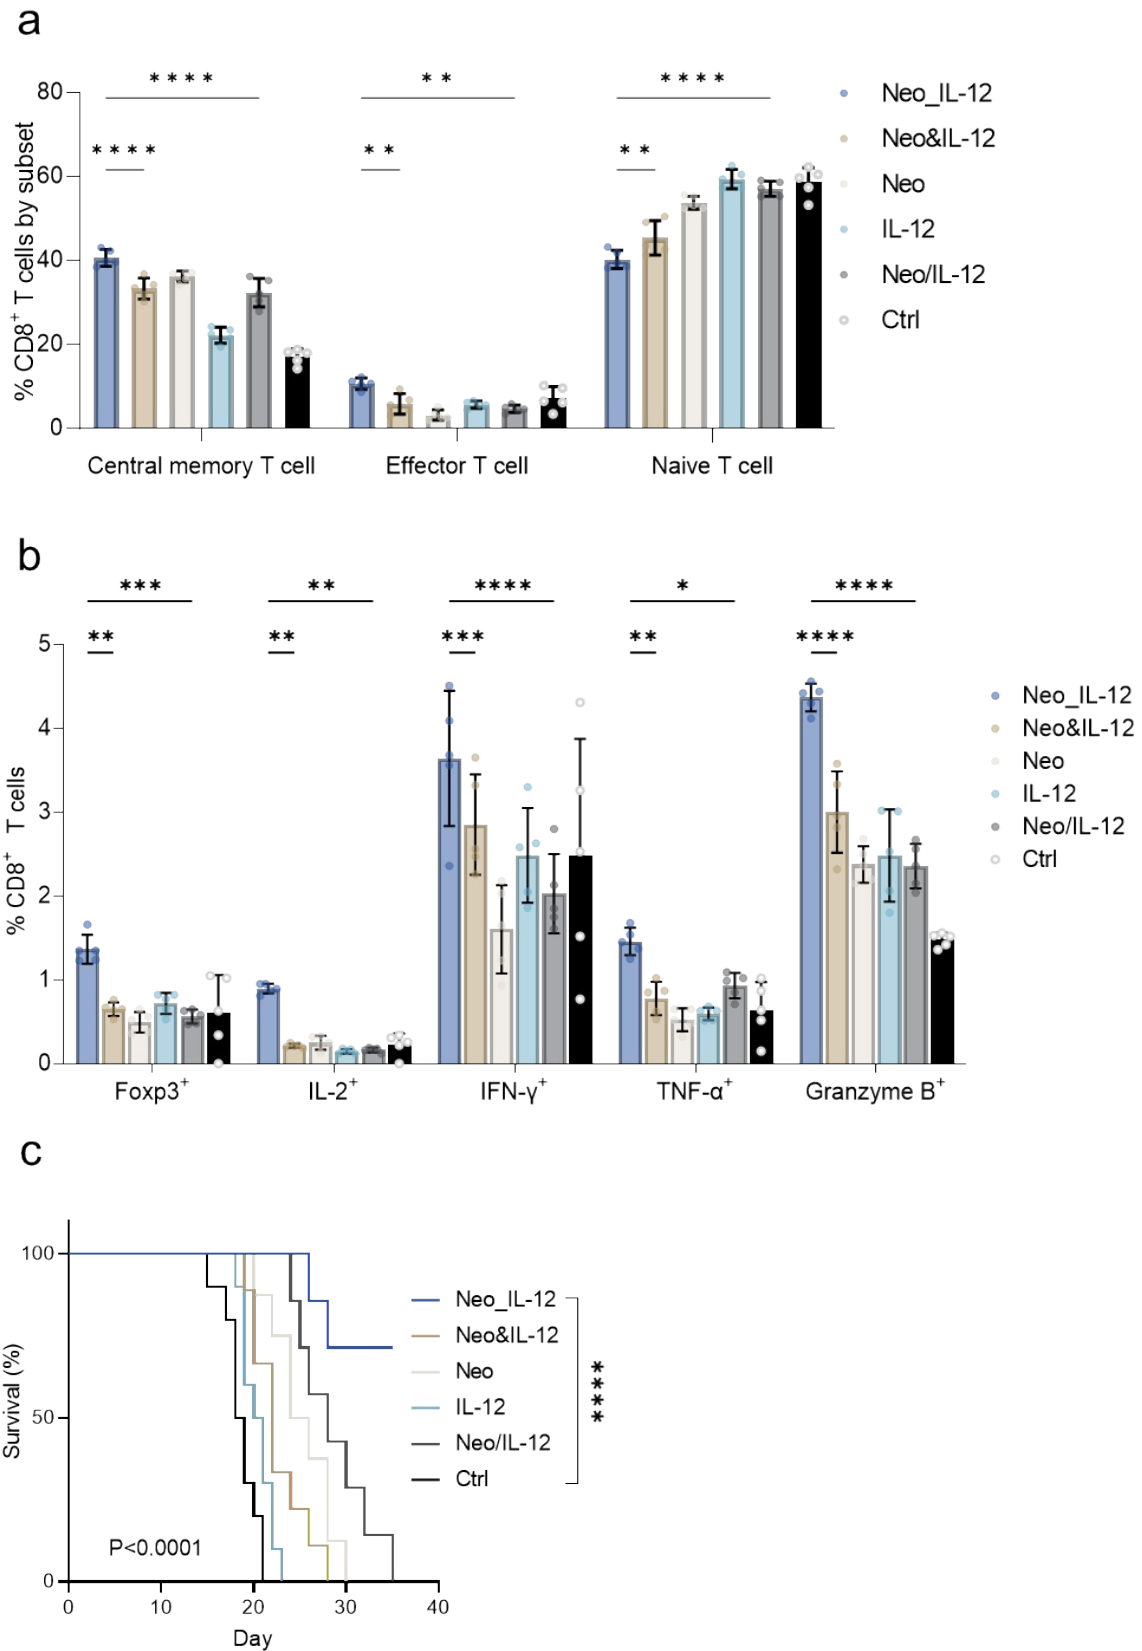 a
**** ** ****
80
**** ** **
60
40
20
0
% CD8+ T cells by subset
Central memory T cell Effector T cell Naive T cell
Neo_IL-12
Neo&IL-12
Neo
IL-12
Neo/IL-12
Ctrl
b
*** ** **** * ****
** ** *** ** ****
5
4
3
2
1
0
% CD8+ T cells
Foxp3+ IL-2+ IFN-γ+ TNF-α+ Granzyme B+
Neo_IL-12
Neo&IL-12
Neo
IL-12
Neo/IL-12
Ctrl
c
100
50
0
Survival (%)
Neo_IL-12
Neo&IL-12
Neo
IL-12
Neo/IL-12
Ctrl
****
P<0.0001
0 10 20 30 40
Day